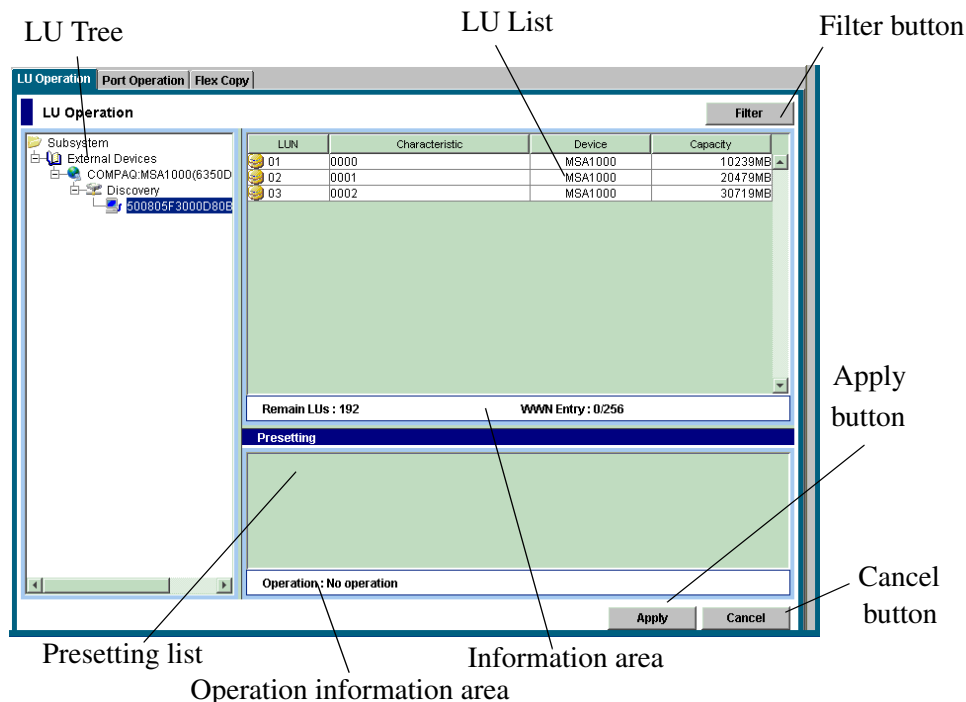 LU Tree
LU List
Filter button
LU Operation Port Operation Flex Copy
LU Operation
Filter
Subsystem
External Devices
COMPAQ:MSA1000(6350D
Discovery
500805F3000D80B
LUN Characteristic Device Capacity
01 0000 MSA1000 10239MB
02 0001 MSA1000 20479MB
03 0002 MSA1000 30719MB
Remain LUs : 192 WWN Entry : 0/256
Presetting
Operation : No operation
Apply Cancel
Apply
button
Cancel
button
Presetting list
Information area
Operation information area